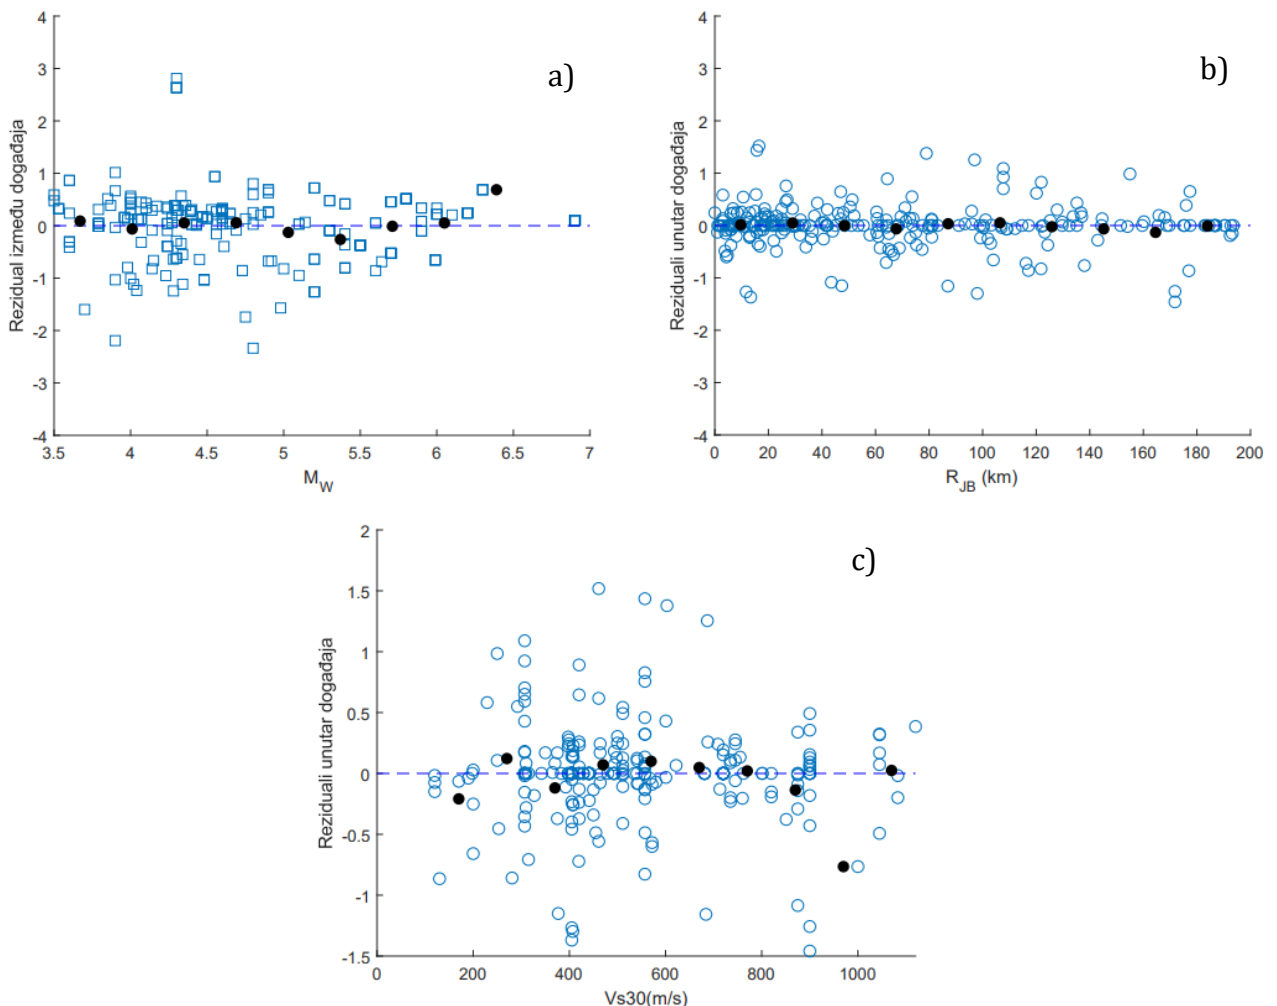 a)
4
3
2
1
0
-1
-2
-3
-4
Reziduali između događaja
3.5 4 4.5 5 5.5 6 6.5 7
M_W
b)
4
3
2
1
0
-1
-2
-3
-4
Reziduali unutar događaja
0 20 40 60 80 100 120 140 160 180 200
R_JB (km)
c)
2
1.5
1
0.5
0
-0.5
-1
-1.5
Reziduali unutar događaja
0 200 400 600 800 1000
Vs30(m/s)